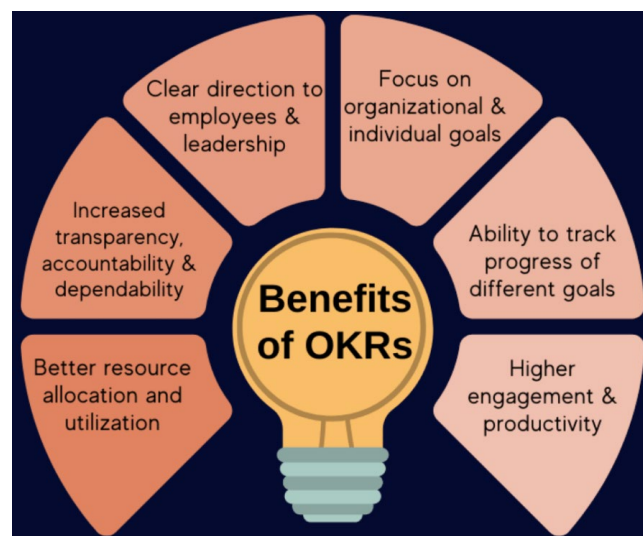 Benefits
of OKRs
Better resource
allocation and
utilization
Increased
transparency,
accountability &
dependability
Clear direction to
employees &
leadership
Focus on
organizational &
individual goals
Ability to track
progress of
different goals
Higher
engagement &
productivity